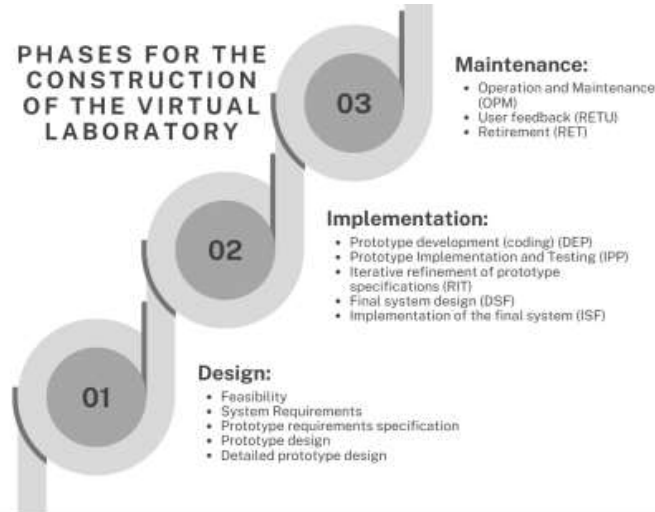 PHASES FOR THE
CONSTRUCTION
OF THE VIRTUAL
LABORATORY
03
Maintenance:
• Operation and Maintenance
(OPM)
• User feedback (RETU)
• Retirement (RET)
02
Implementation:
• Prototype development (coding) (DEP)
• Prototype Implementation and Testing (IPP)
• Iterative refinement of prototype
specifications (RIT)
• Final system design (DSF)
• Implementation of the final system (ISF)
01
Design:
• Feasibility
• System Requirements
• Prototype requirements specification
• Prototype design
• Detailed prototype design